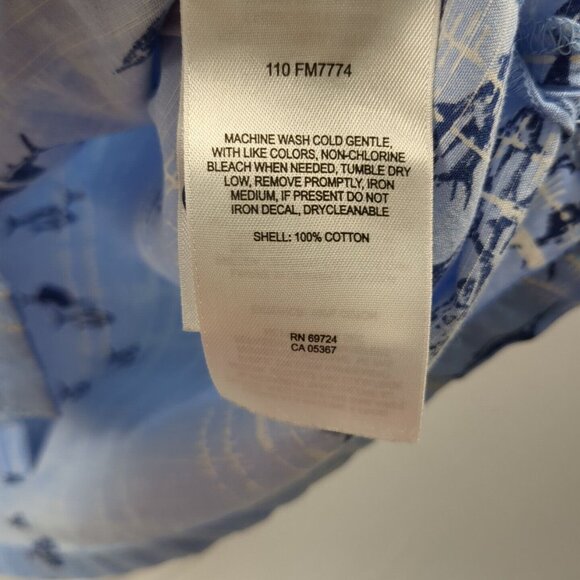 110 FM7774
MACHINE WASH COLD GENTLE,
WITH LIKE COLORS, NON-CHLORINE
BLEACH WHEN NEEDED, TUMBLE DRY
LOW, REMOVE PROMPTLY, IRON
MEDIUM, IF PRESENT DO NOT
IRON DECAL, DRYCLEANABLE
SHELL: 100% COTTON
RN 69724
CA 05367